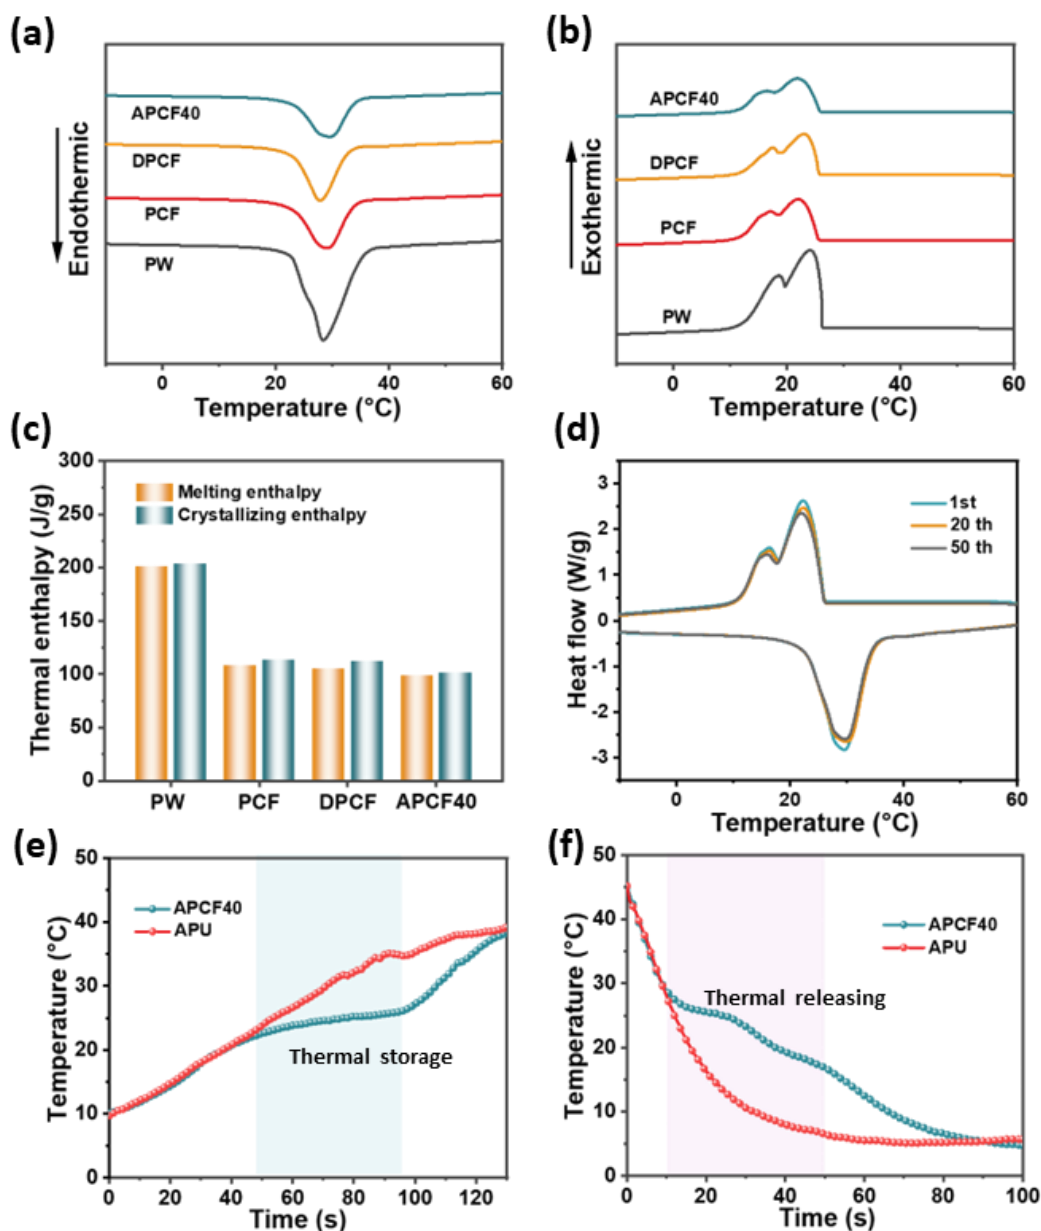 (a)
APCF40
DPCF
PCF
PW
Endothermic
0
20
40
60
Temperature (°C)
(b)
APCF40
DPCF
PCF
PW
Exothermic
0
20
40
60
Temperature (°C)
(c)
300
250
200
150
100
50
0
Thermal enthalpy (J/g)
Melting enthalpy
Crystallizing enthalpy
PW
PCF
DPCF
APCF40
(d)
3
2
1
0
-1
-2
-3
Heat flow (W/g)
1st
20 th
50 th
0
20
40
60
Temperature (°C)
(e)
50
40
30
20
10
0
Temperature (°C)
APCF40
APU
Thermal storage
0
20
40
60
80
100
120
Time (s)
(f)
50
40
30
20
10
0
Temperature (°C)
APCF40
APU
Thermal releasing
0
20
40
60
80
100
Time (s)